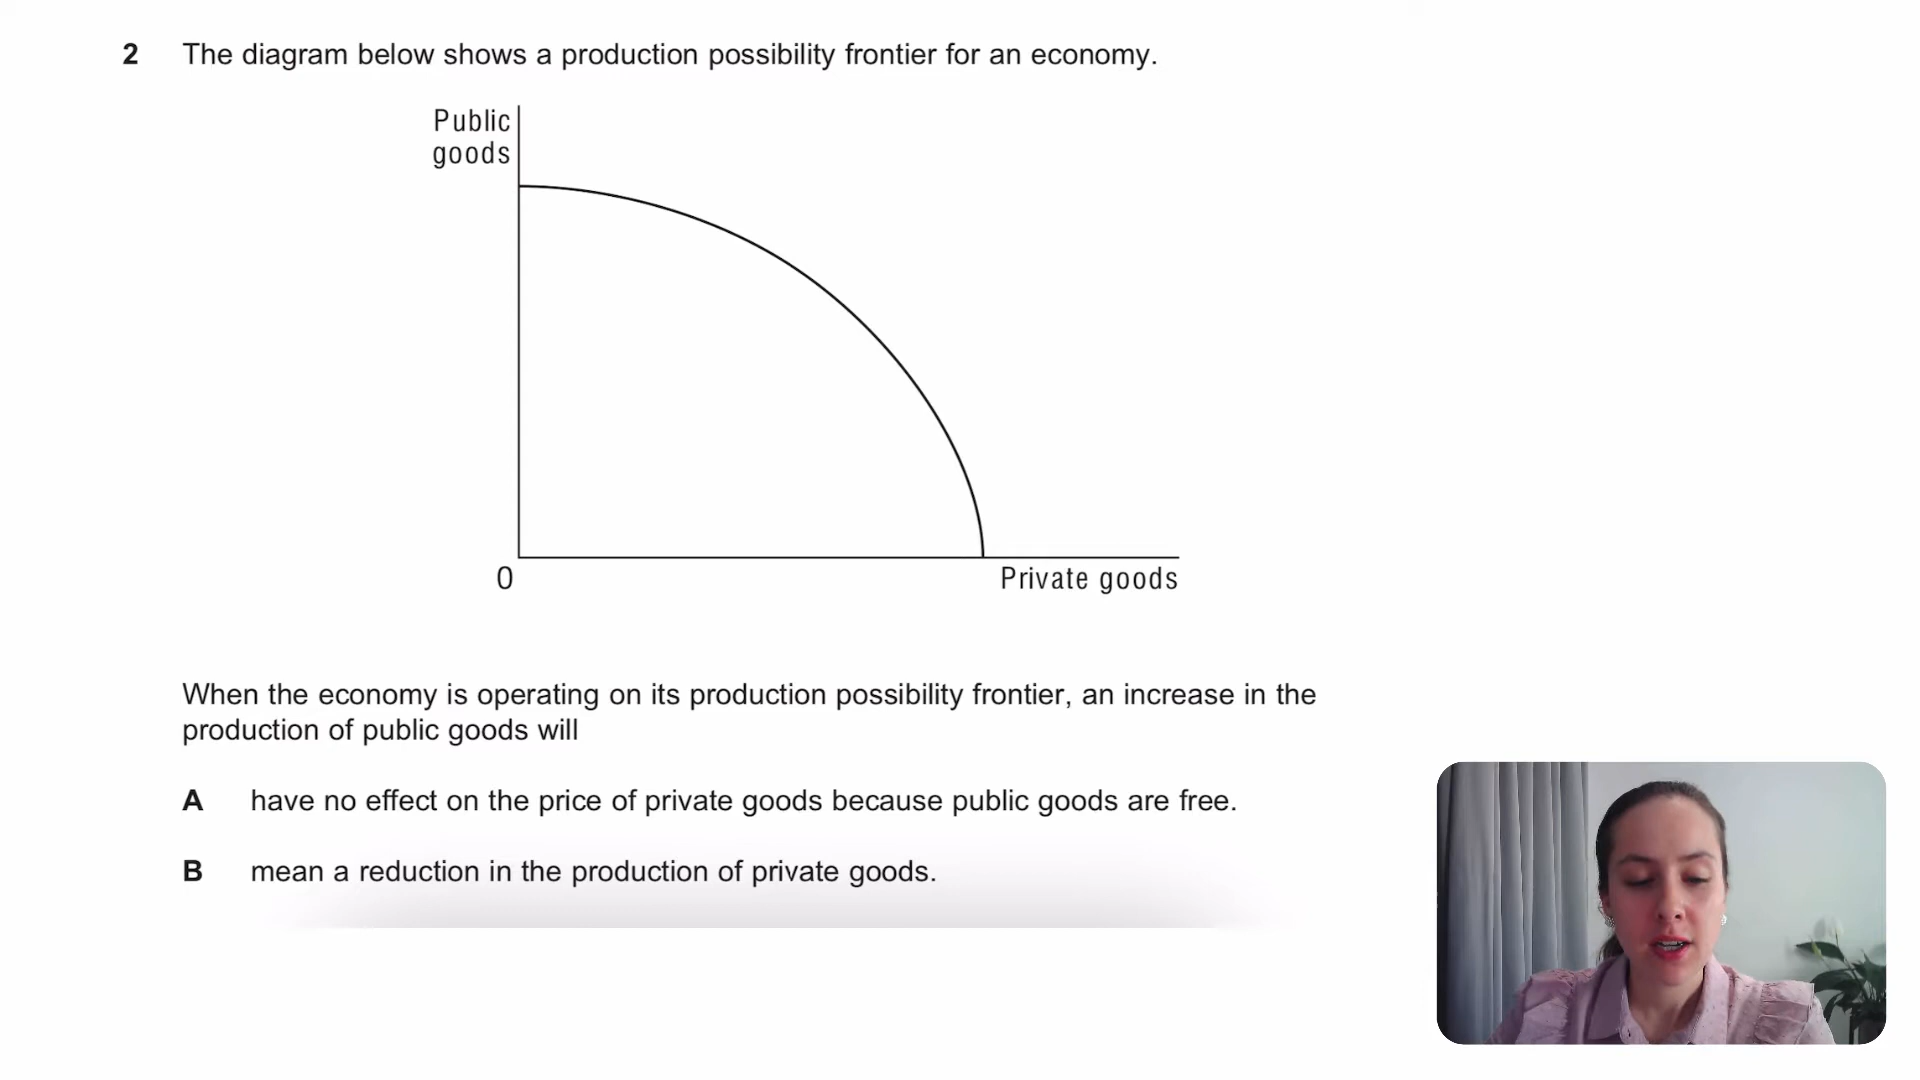 2 The diagram below shows a production possibility frontier for an economy.
Public
goods
0
Private goods
When the economy is operating on its production possibility frontier, an increase in the
production of public goods will
A have no effect on the price of private goods because public goods are free.
B mean a reduction in the production of private goods.